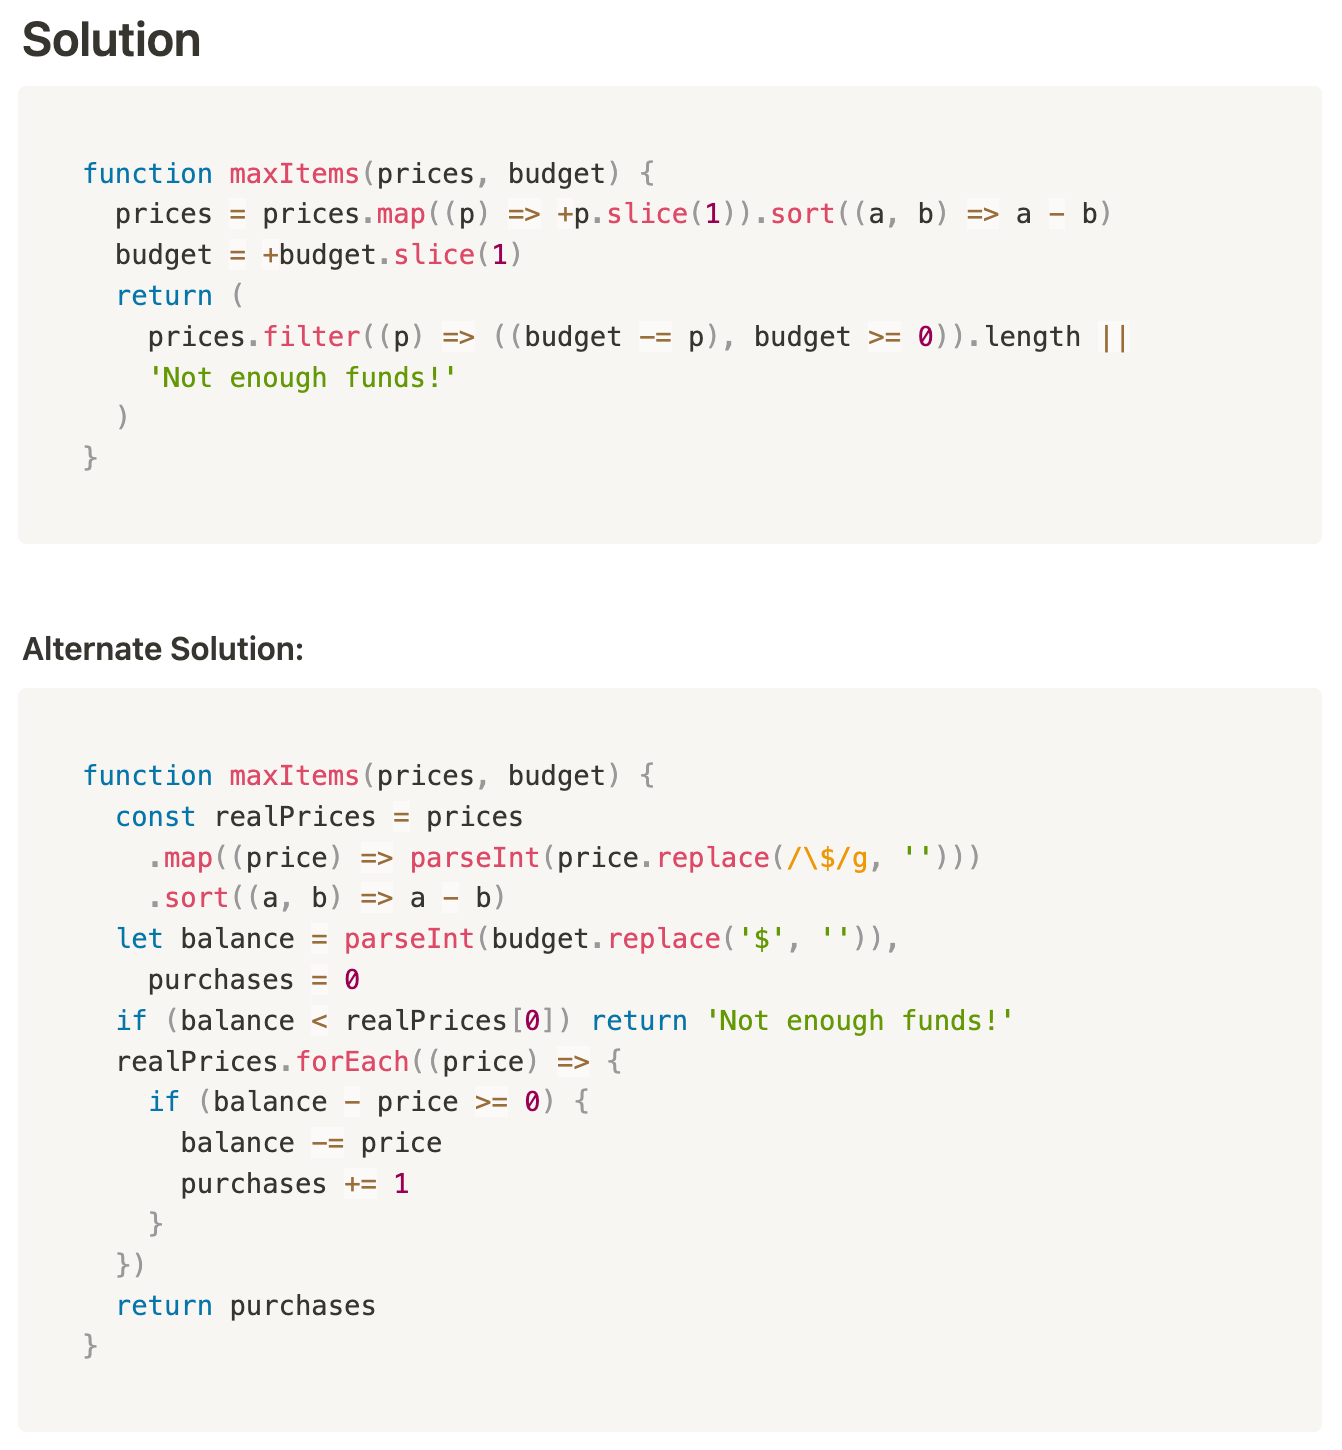 Solution
function maxItems(prices, budget) {
  prices = prices.map((p) => +p.slice(1)).sort((a, b) => a - b)
  budget = +budget.slice(1)
  return (
    prices.filter((p) => ((budget -= p), budget >= 0)).length ||
    'Not enough funds!'
  )
}
Alternate Solution:
function maxItems(prices, budget) {
  const realPrices = prices
    .map((price) => parseInt(price.replace(/\$/g, '')))
    .sort((a, b) => a - b)
  let balance = parseInt(budget.replace('$', '')),
    purchases = 0
  if (balance < realPrices[0]) return 'Not enough funds!'
  realPrices.forEach((price) => {
    if (balance - price >= 0) {
      balance -= price
      purchases += 1
    }
  })
  return purchases
}